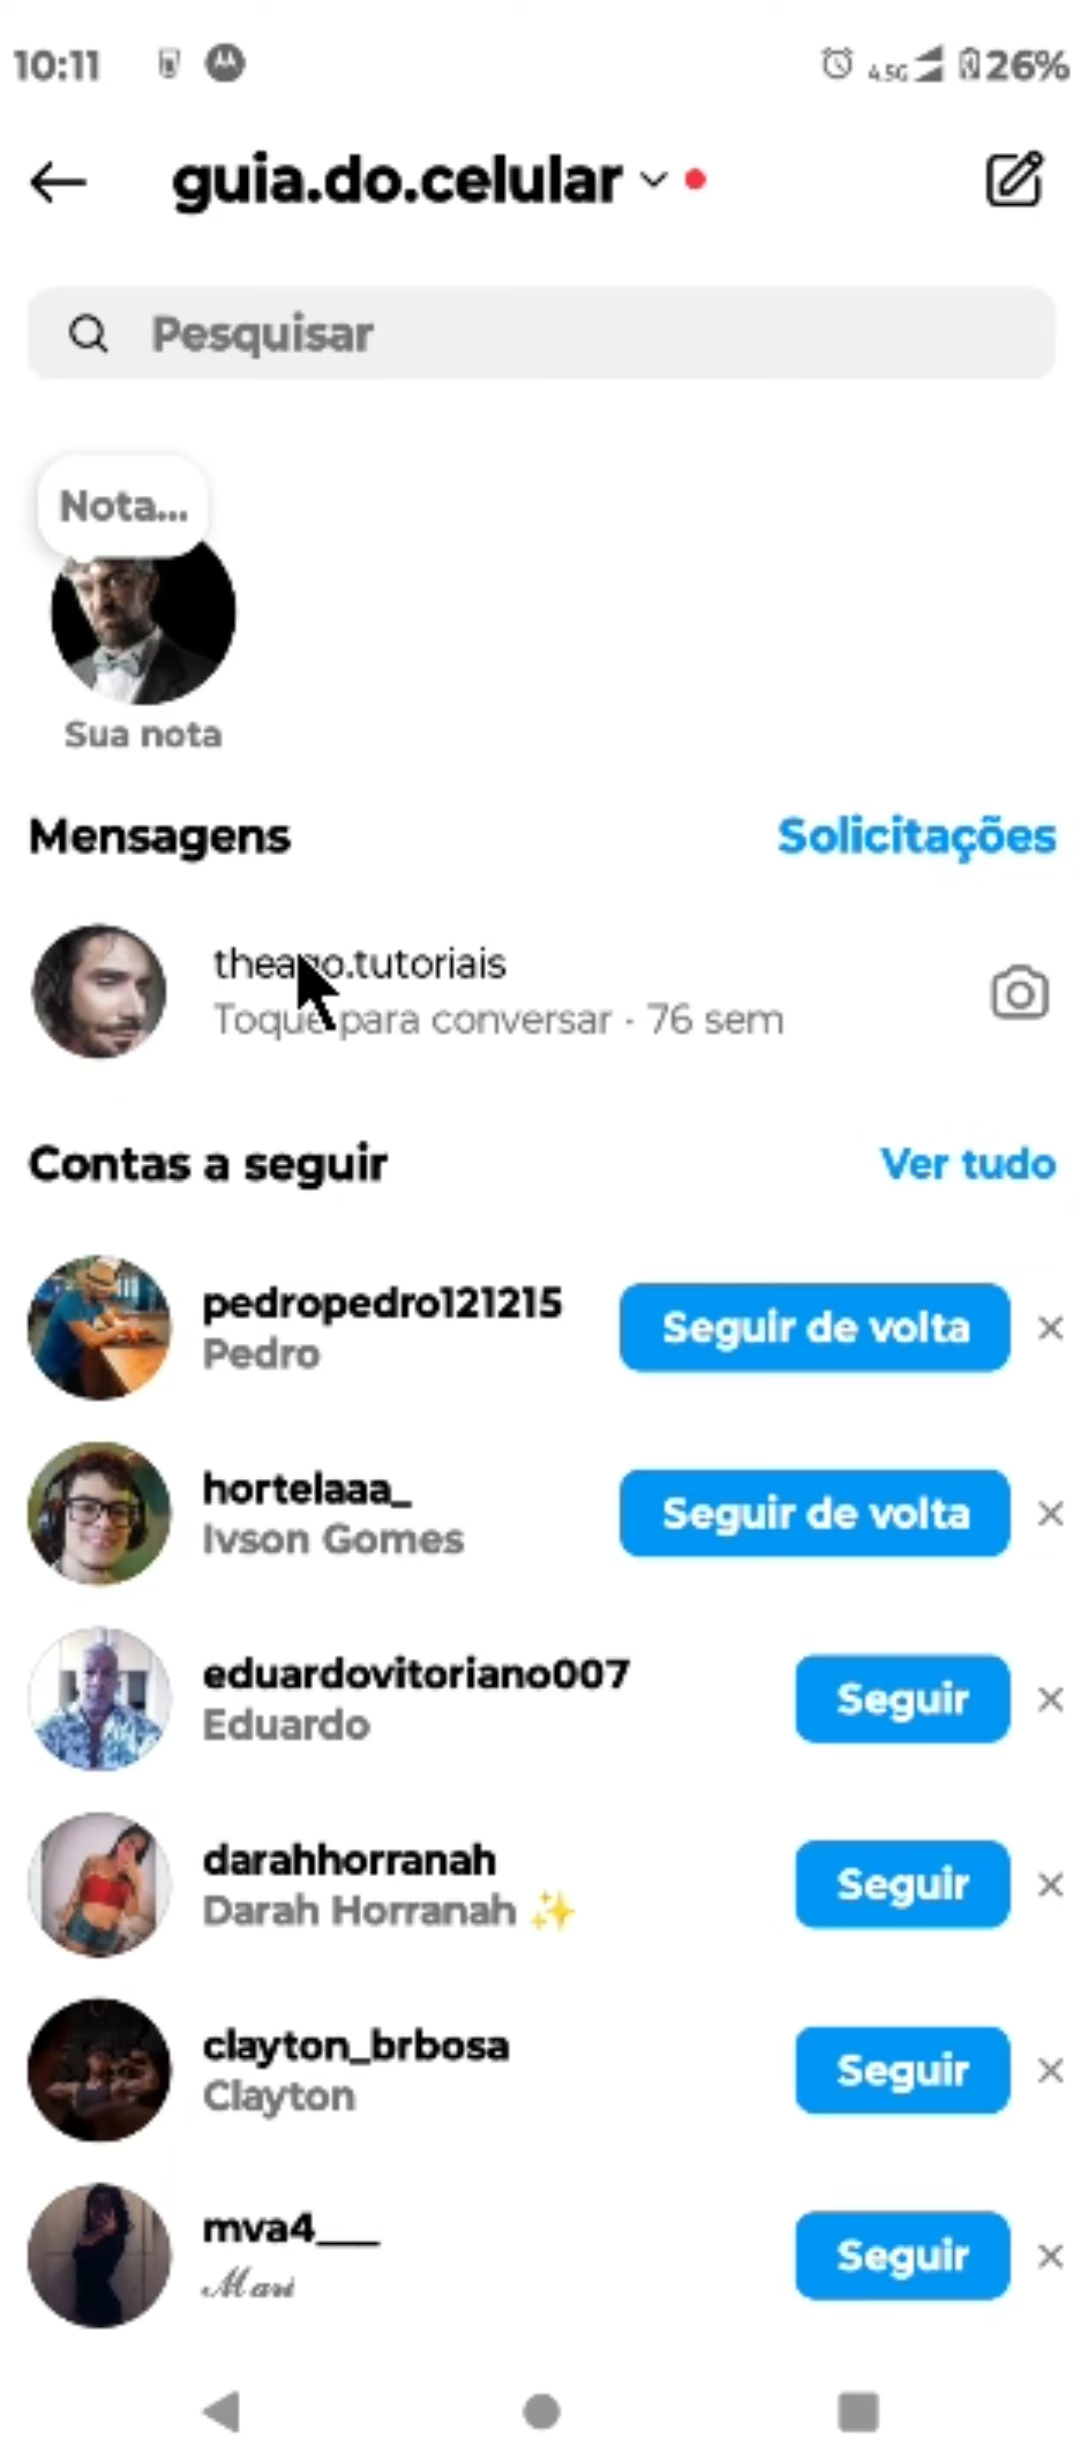 10:11
4.5G 26%
guia.do.celular
Pesquisar
Nota...
Sua nota
Mensagens
Solicitações
theago.tutoriais
Toque para conversar · 76 sem
Contas a seguir
Ver tudo
pedropedro121215
Pedro
Seguir de volta
hortelaaa_
Ivson Gomes
Seguir de volta
eduardovitoriano007
Eduardo
Seguir
darahhorranah
Darah Horranah ✨
Seguir
clayton_brbosa
Clayton
Seguir
mva4___
𝓜𝓪𝓻𝓲
Seguir